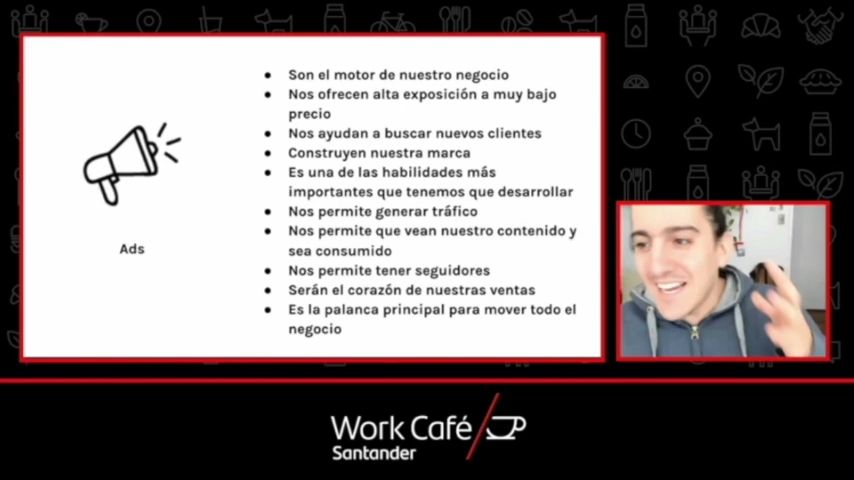 Son el motor de nuestro negocio
Nos ofrecen alta exposición a muy bajo
precio
Nos ayudan a buscar nuevos clientes
Construyen nuestra marca
Es una de las habilidades más
importantes que tenemos que desarrollar
Nos permite generar tráfico
Nos permite que vean nuestro contenido y
sea consumido
Nos permite tener seguidores
Serán el corazón de nuestras ventas
Es la palanca principal para mover todo el
negocio
Ads
Work Café
Santander